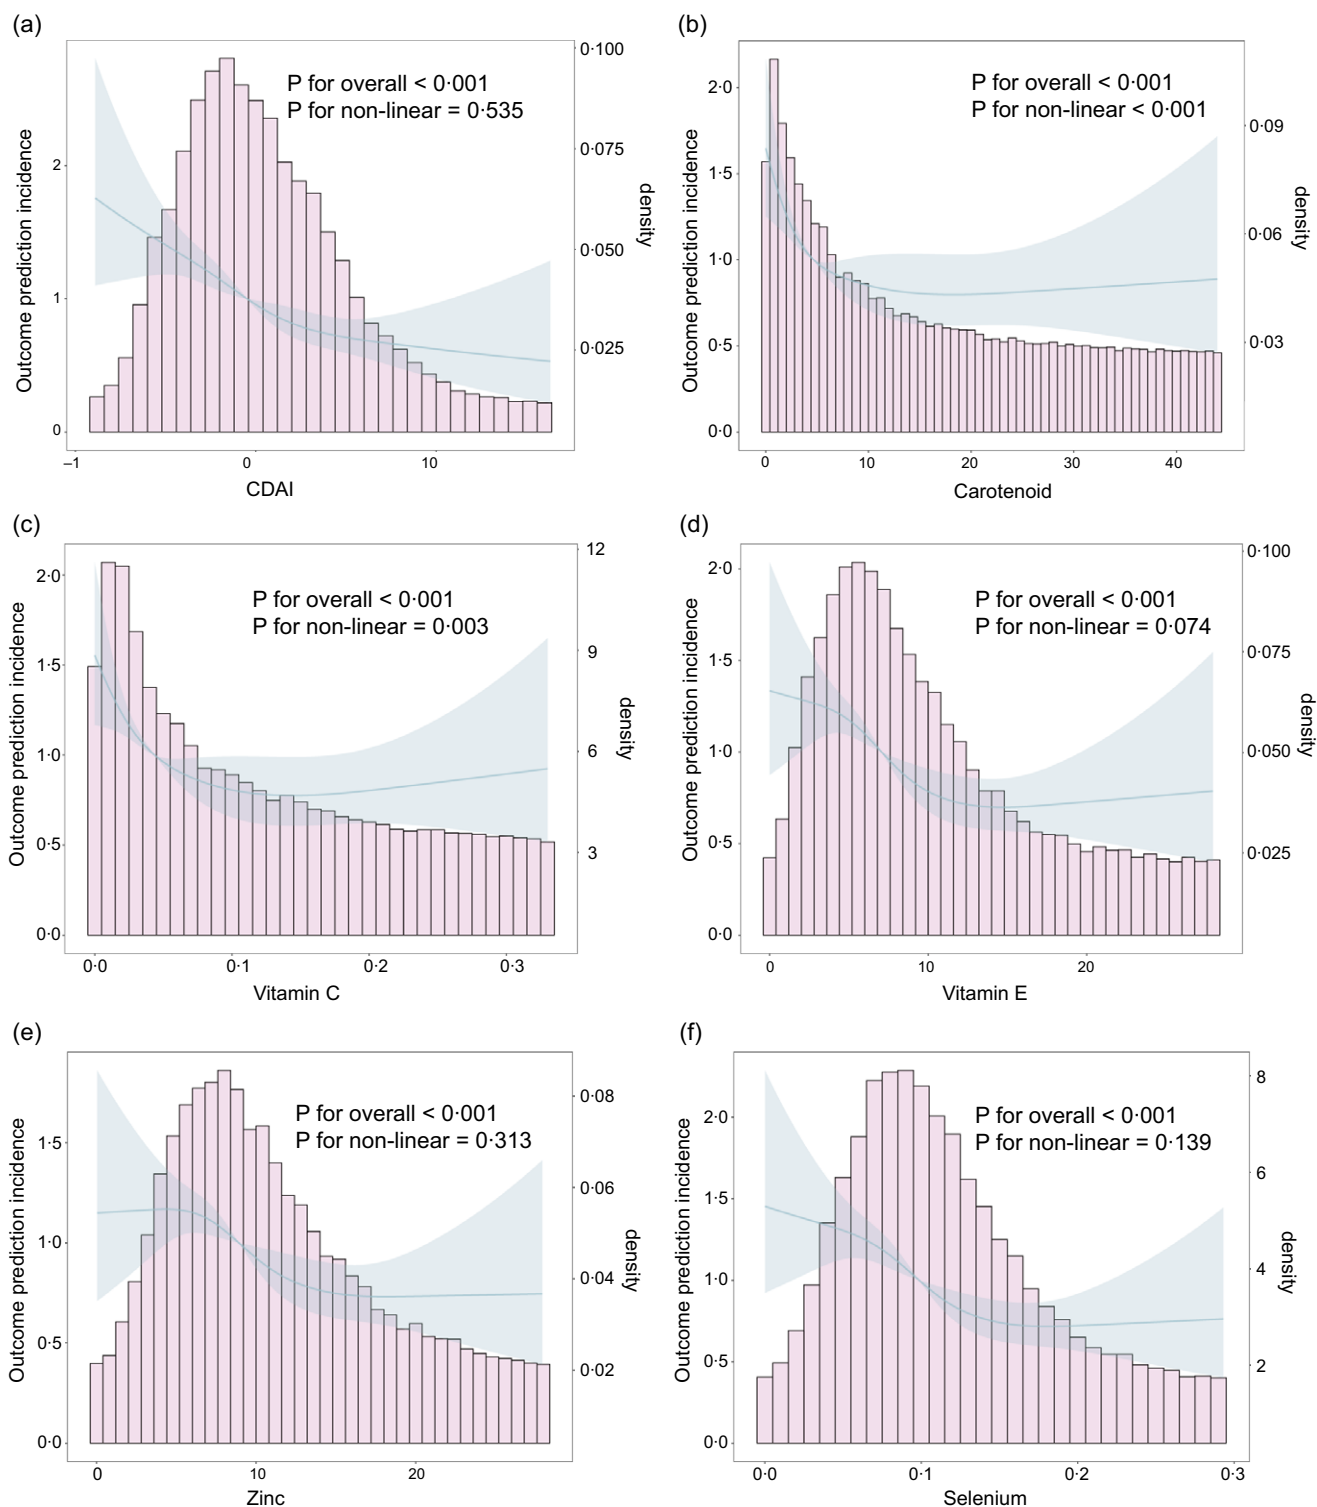 (a)
P for overall < 0·001
P for non-linear = 0·535
Outcome prediction incidence
2
1
0
0·100
0·075
0·050
0·025
density
–1 0 10
CDAI
(b)
P for overall < 0·001
P for non-linear < 0·001
Outcome prediction incidence
2·0
1·5
1·0
0·5
0·0
0·09
0·06
0·03
density
0 10 20 30 40
Carotenoid
(c)
P for overall < 0·001
P for non-linear = 0·003
Outcome prediction incidence
2·0
1·5
1·0
0·5
0·0
12
9
6
3
density
0·0 0·1 0·2 0·3
Vitamin C
(d)
P for overall < 0·001
P for non-linear = 0·074
Outcome prediction incidence
2·0
1·5
1·0
0·5
0·0
0·100
0·075
0·050
0·025
density
0 10 20
Vitamin E
(e)
P for overall < 0·001
P for non-linear = 0·313
Outcome prediction incidence
1·5
1·0
0·5
0·0
0·08
0·06
0·04
0·02
density
0 10 20
Zinc
(f)
P for overall < 0·001
P for non-linear = 0·139
Outcome prediction incidence
2·0
1·5
1·0
0·5
0·0
8
6
4
2
density
0·0 0·1 0·2 0·3
Selenium